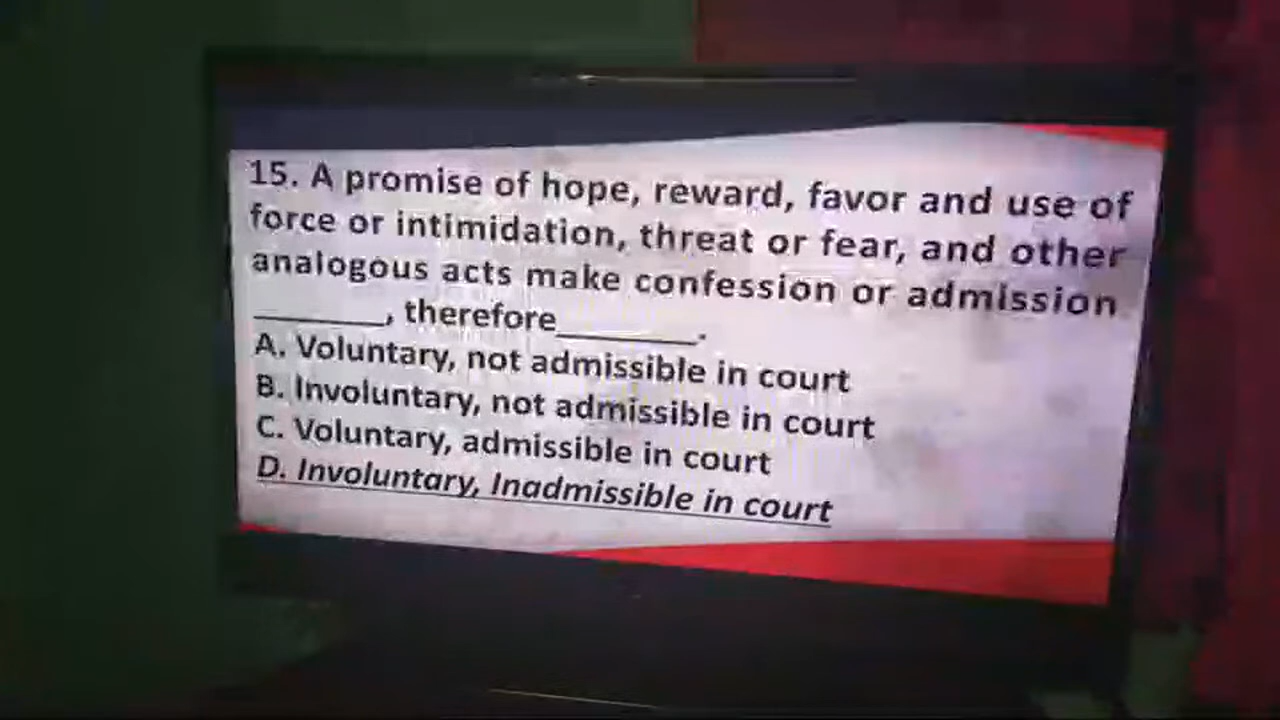 15. A promise of hope, reward, favor and use of
force or intimidation, threat or fear, and other
analogous acts make confession or admission
________, therefore_________.
A. Voluntary, not admissible in court
B. Involuntary, not admissible in court
C. Voluntary, admissible in court
D. Involuntary, Inadmissible in court